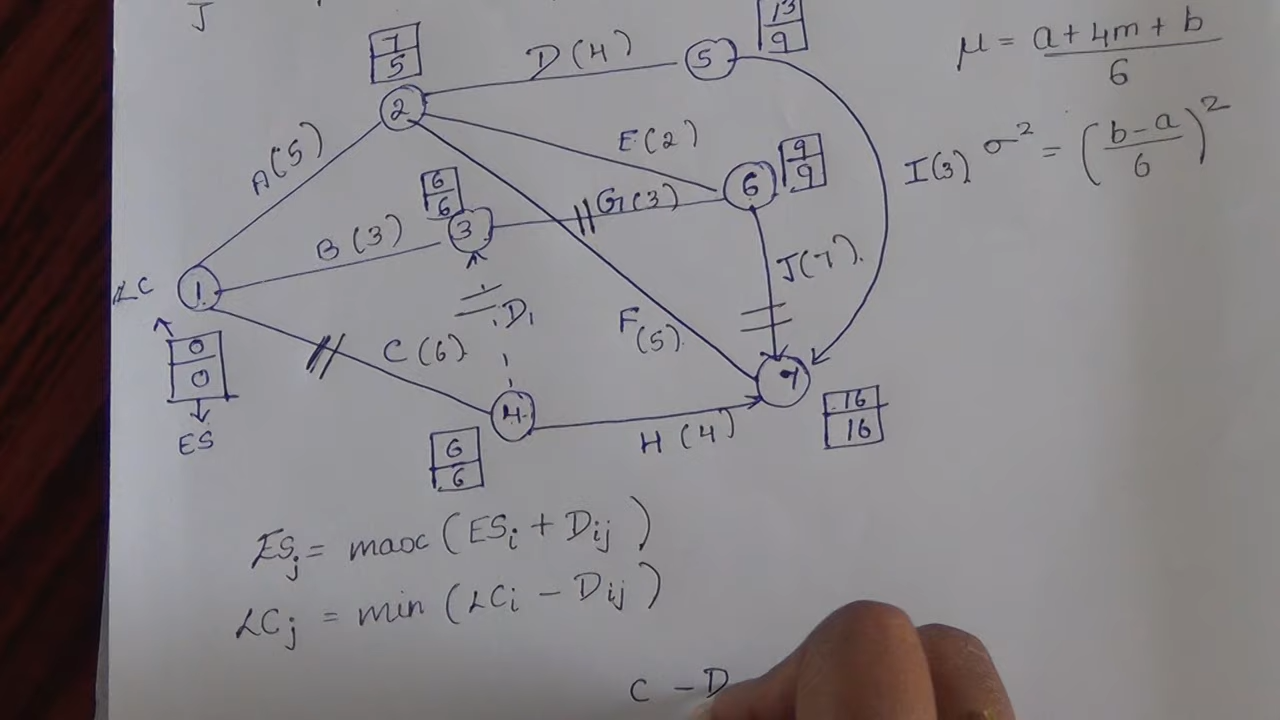 J
7
5
D (4)
5
13
9
μ = a + 4m + b
6
2
A (5)
E (2)
9
9
6
I (3)
σ² = (b - a / 6)²
6
6
3
G (3)
B (3)
LC
1
J (7).
D₁
F (5).
0
0
C (6)
ES
4
7
16
16
H (4)
6
6
ESj = max (ESi + Dij)
LCj = min (LCi - Dij)
C - D